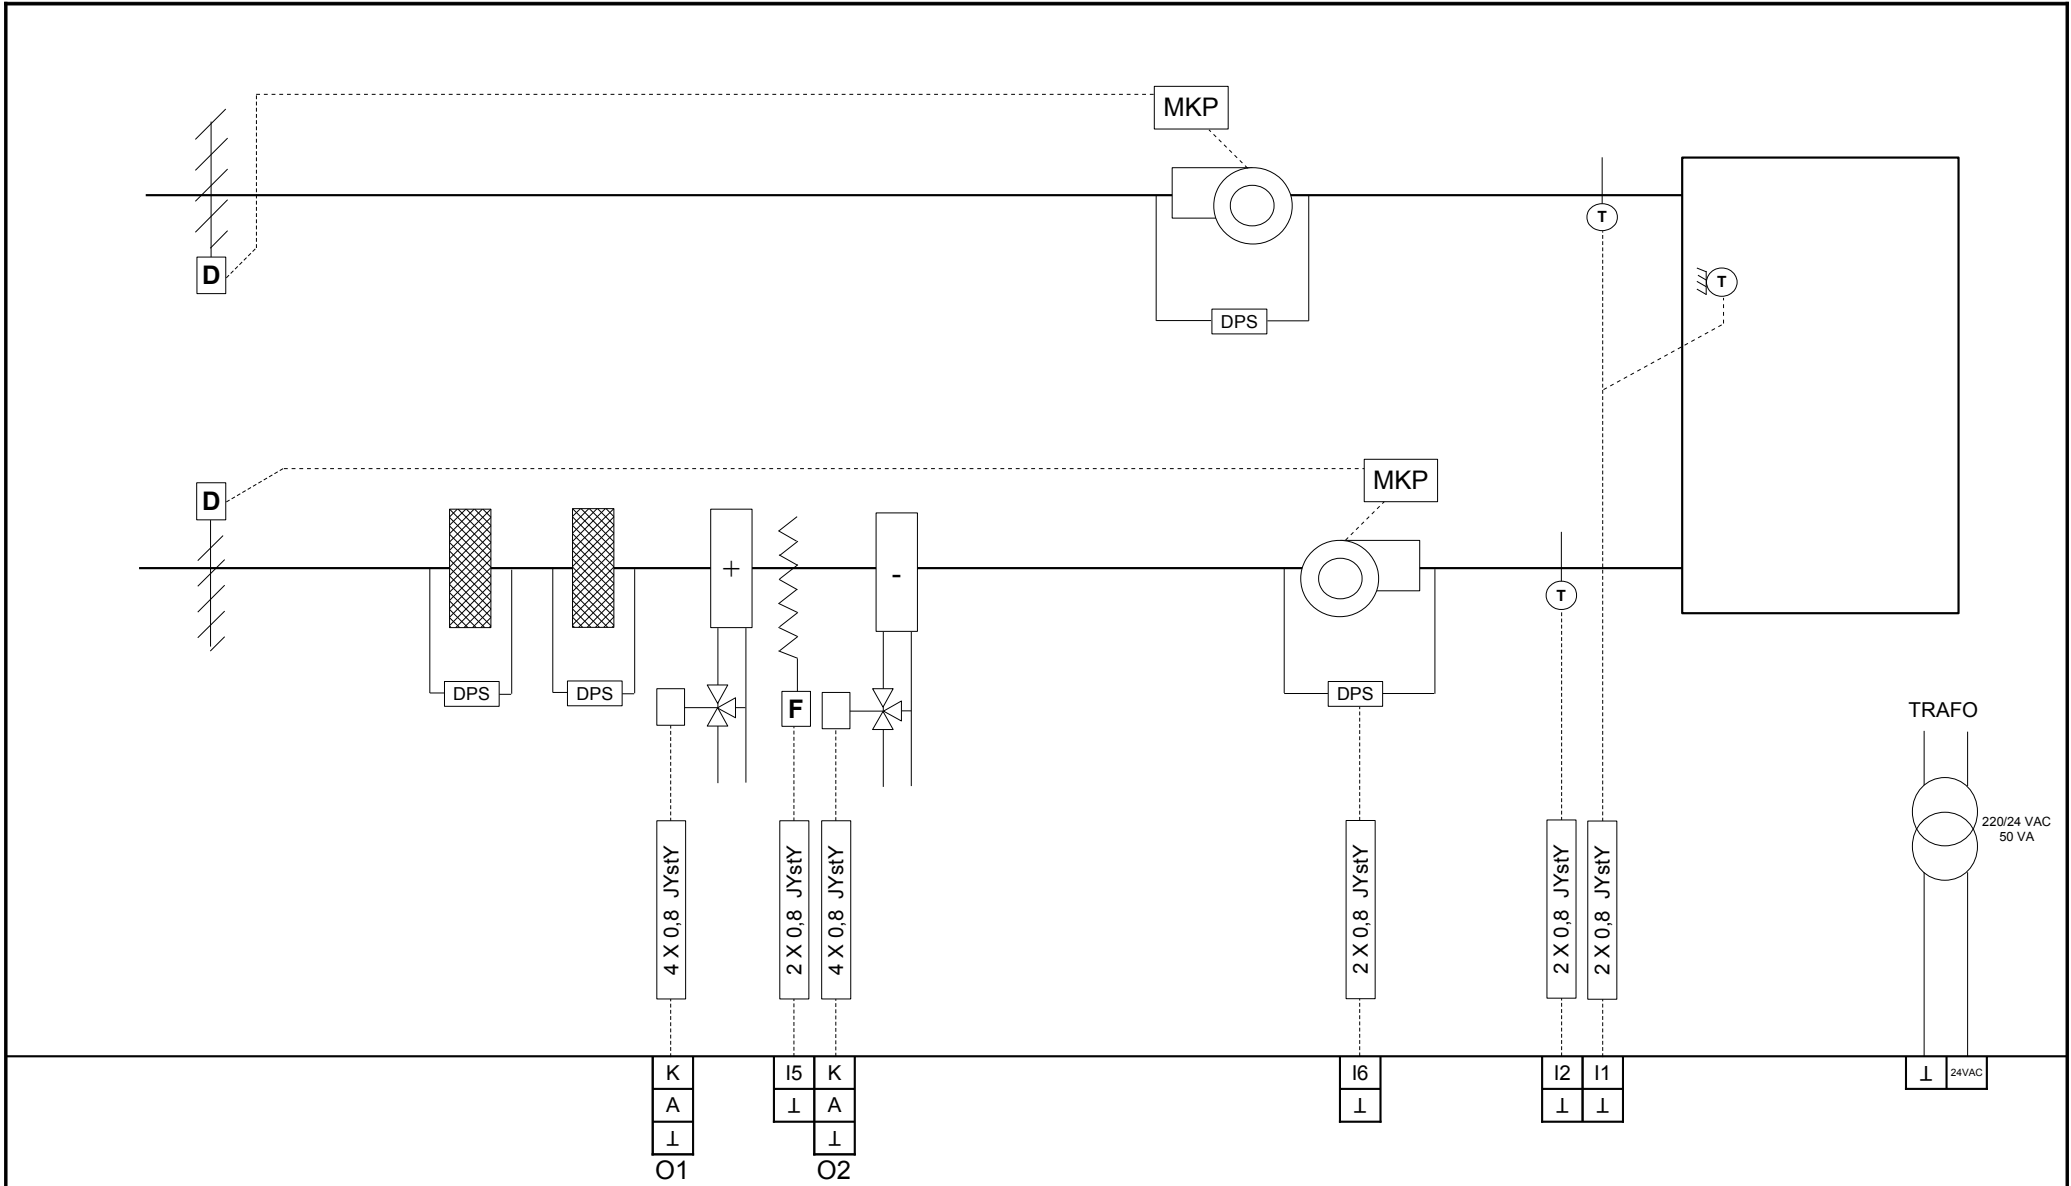 MKP
T
D
T
DPS
MKP
D
+
-
T
DPS
DPS
DPS
F
TRAFO
220/24 VAC
50 VA
4 X 0,8 JYstY
2 X 0,8 JYstY
4 X 0,8 JYstY
2 X 0,8 JYstY
2 X 0,8 JYstY
2 X 0,8 JYstY
K
I5
K
I6
I2
I1
⊥
24VAC
A
⊥
A
⊥
⊥
⊥
⊥
⊥
O1
O2